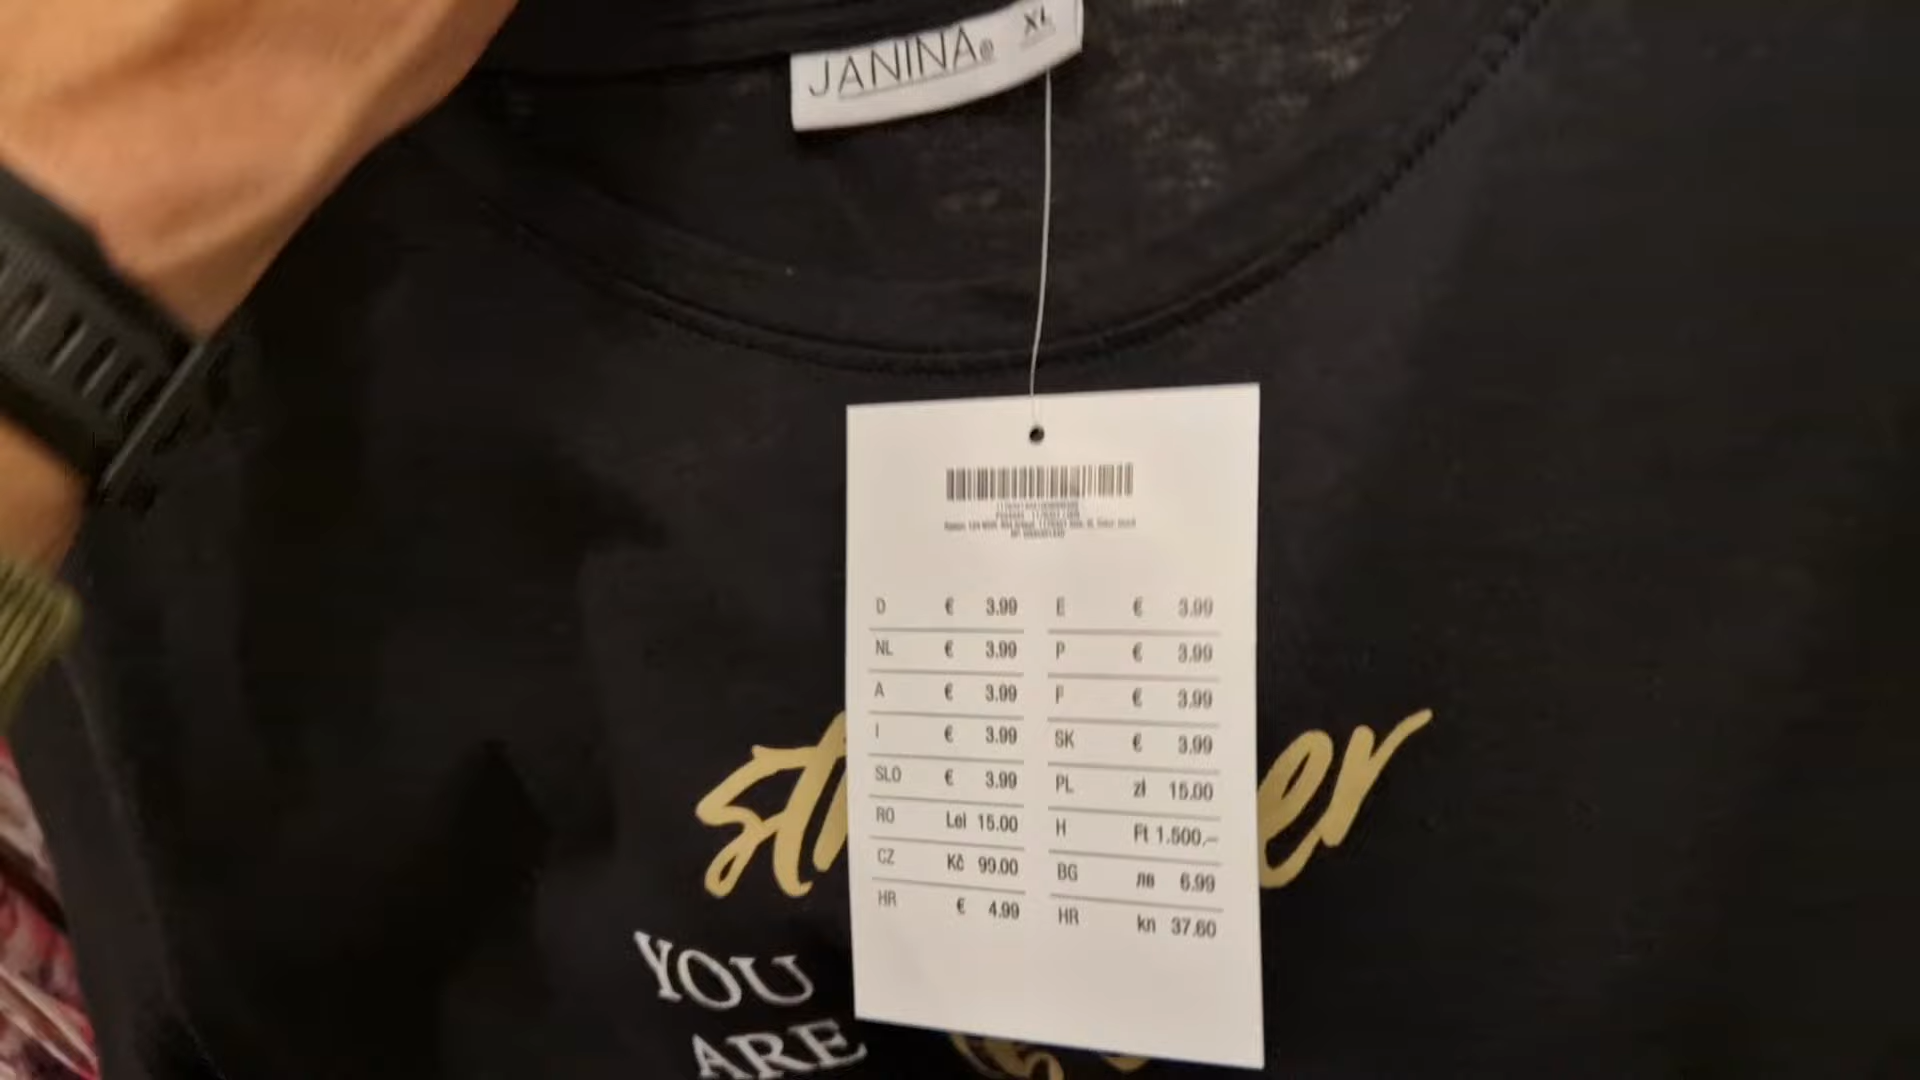 JANINA® XL
D € 3.99 E € 3.99
NL € 3.99 P € 3.99
A € 3.99 F € 3.99
I € 3.99 SK € 3.99
SLO € 3.99 PL zł 15.00
RO Lei 15.00 H Ft 1.500,–
CZ Kč 99.00 BG лв 6.99
HR € 4.99 HR kn 37.60
YOU
ARE